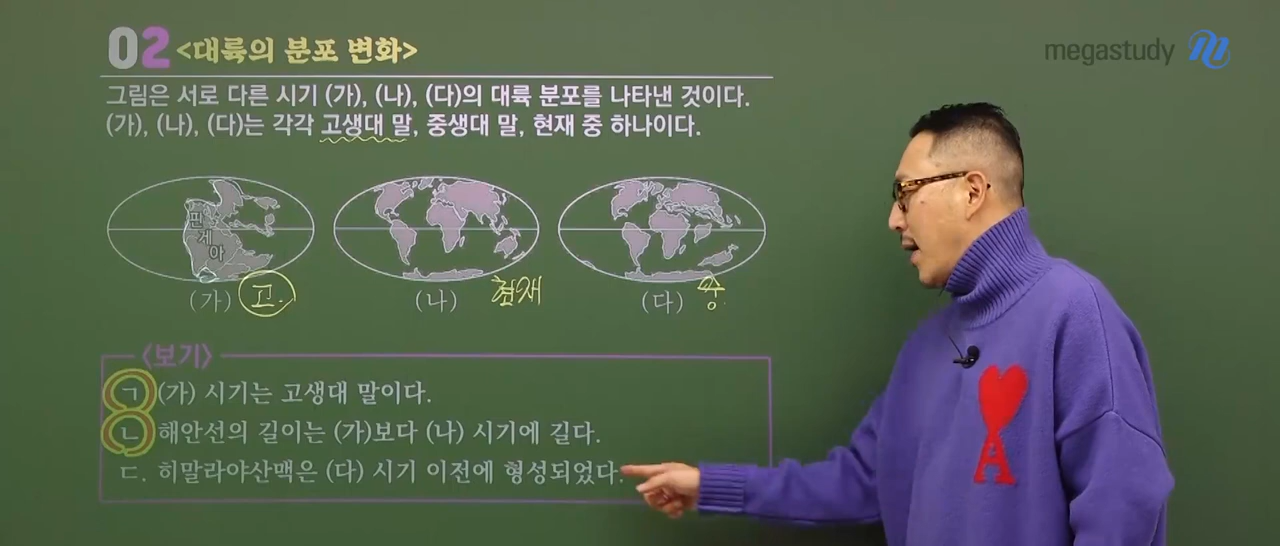 02 <대륙의 분포 변화>
megastudy
그림은 서로 다른 시기 (가), (나), (다)의 대륙 분포를 나타낸 것이다.
(가), (나), (다)는 각각 고생대 말, 중생대 말, 현재 중 하나이다.
판
게
아
(가) 고.
(나) 현재
(다) 중
<보기>
ㄱ (가) 시기는 고생대 말이다.
ㄴ 해안선의 길이는 (가)보다 (나) 시기에 길다.
ㄷ. 히말라야산맥은 (다) 시기 이전에 형성되었다.
A